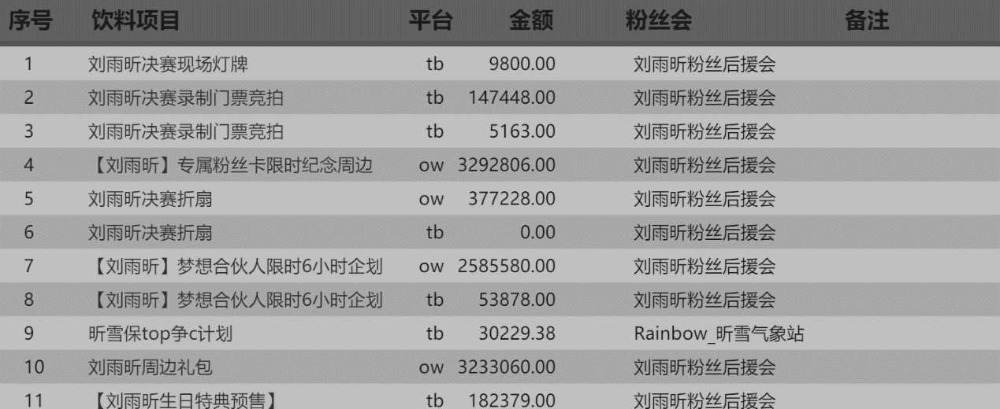 序号 饮料项目 平台 金额 粉丝会 备注
1 刘雨昕决赛现场灯牌 tb 9800.00 刘雨昕粉丝后援会
2 刘雨昕决赛录制门票竞拍 tb 147448.00 刘雨昕粉丝后援会
3 刘雨昕决赛录制门票竞拍 tb 5163.00 刘雨昕粉丝后援会
4 【刘雨昕】专属粉丝卡限时纪念周边 ow 3292806.00 刘雨昕粉丝后援会
5 刘雨昕决赛折扇 ow 377228.00 刘雨昕粉丝后援会
6 刘雨昕决赛折扇 tb 0.00 刘雨昕粉丝后援会
7 【刘雨昕】梦想合伙人限时6小时企划 ow 2585580.00 刘雨昕粉丝后援会
8 【刘雨昕】梦想合伙人限时6小时企划 tb 53878.00 刘雨昕粉丝后援会
9 昕雪保top争c计划 tb 30229.38 Rainbow_昕雪气象站
10 刘雨昕周边礼包 ow 3233060.00 刘雨昕粉丝后援会
11 【刘雨昕生日特典预售】 tb 182379.00 刘雨昕粉丝后援会